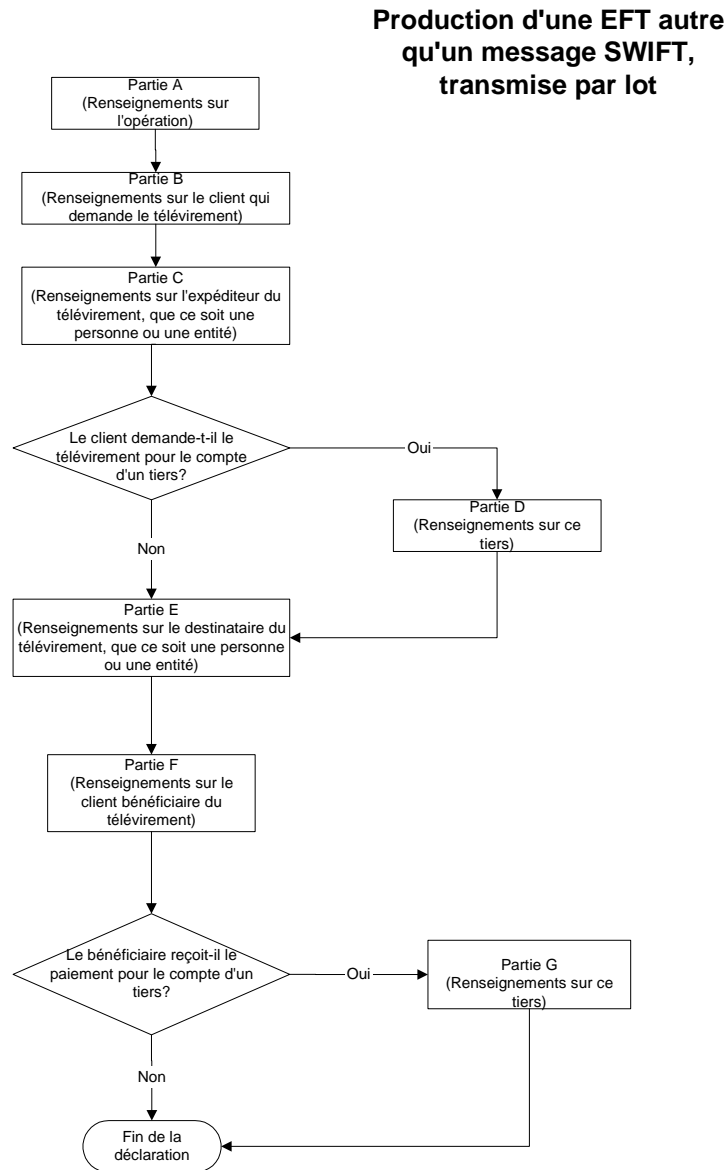 Production d'une EFT autre
qu'un message SWIFT,
transmise par lot
Partie A
(Renseignements sur
l'opération)
Partie B
(Renseignements sur le client qui
demande le télévirement)
Partie C
(Renseignements sur l'expéditeur du
télévirement, que ce soit une
personne ou une entité)
Le client demande-t-il le
télévirement pour le compte
d'un tiers?
Oui
Partie D
(Renseignements sur ce
tiers)
Non
Partie E
(Renseignements sur le destinataire du
télévirement, que ce soit une personne
ou une entité)
Partie F
(Renseignements sur le
client bénéficiaire du
télévirement)
Le bénéficiaire reçoit-il le
paiement pour le compte d'un
tiers?
Oui
Partie G
(Renseignements sur ce
tiers)
Non
Fin de la
déclaration